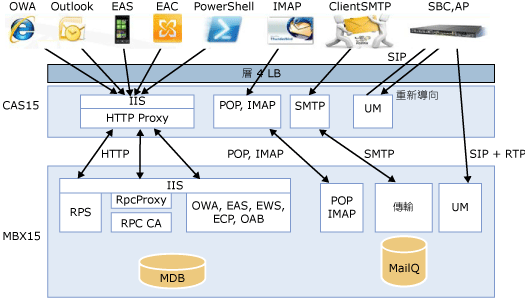 OWA
Outlook
EAS
EAC
PowerShell
IMAP
ClientSMTP
SBC,AP
SIP
層 4 LB
CAS15
IIS
HTTP Proxy
POP, IMAP
SMTP
UM
重新導向
HTTP
POP, IMAP
SMTP
SIP + RTP
MBX15
IIS
RPS
RpcProxy
RPC CA
OWA, EAS, EWS,
ECP, OAB
POP
IMAP
傳輸
UM
MDB
MailQ